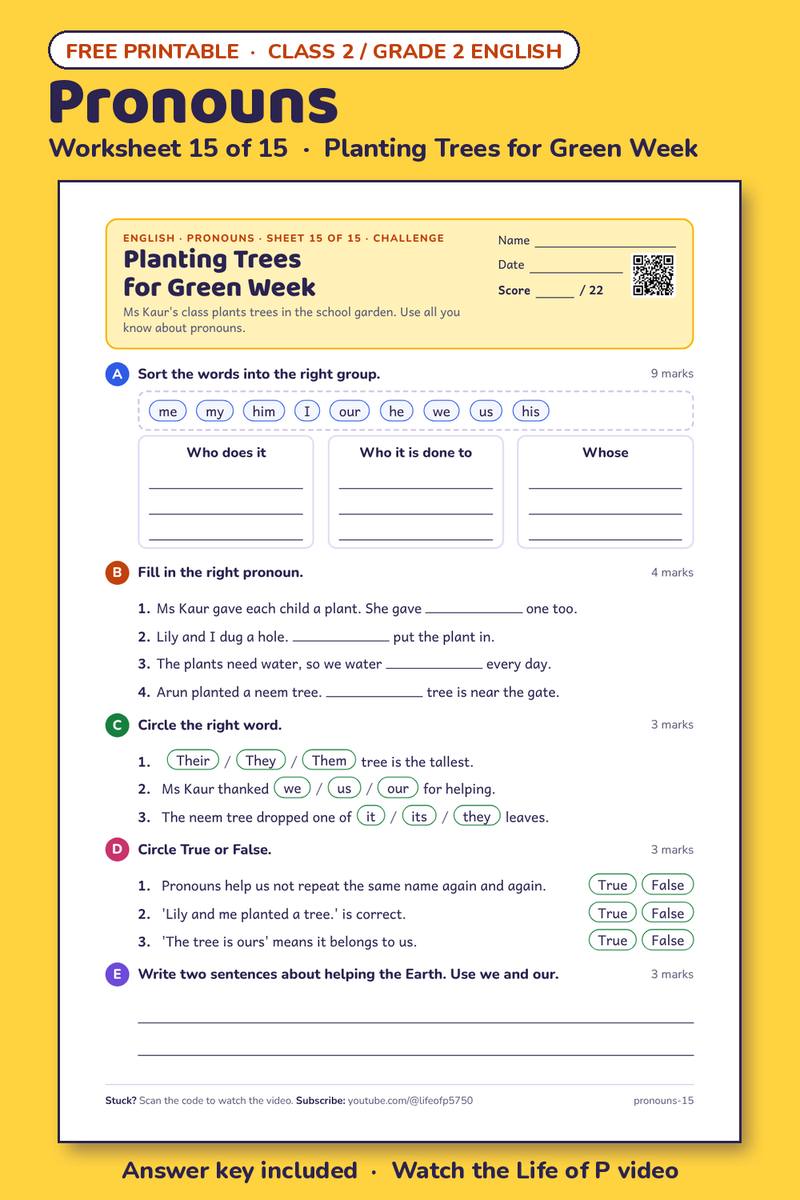 FREE PRINTABLE · CLASS 2 / GRADE 2 ENGLISH
Pronouns
Worksheet 15 of 15 · Planting Trees for Green Week
ENGLISH · PRONOUNS · SHEET 15 OF 15 · CHALLENGE
Planting Trees
for Green Week
Ms Kaur's class plants trees in the school garden. Use all you
know about pronouns.
Name
Date
Score / 22
A Sort the words into the right group. 9 marks
me my him I our he we us his
Who does it Who it is done to Whose
B Fill in the right pronoun. 4 marks
1. Ms Kaur gave each child a plant. She gave ____ one too.
2. Lily and I dug a hole. ____ put the plant in.
3. The plants need water, so we water ____ every day.
4. Arun planted a neem tree. ____ tree is near the gate.
C Circle the right word. 3 marks
1. Their / They / Them tree is the tallest.
2. Ms Kaur thanked we / us / our for helping.
3. The neem tree dropped one of it / its / they leaves.
D Circle True or False. 3 marks
1. Pronouns help us not repeat the same name again and again. True False
2. 'Lily and me planted a tree.' is correct. True False
3. 'The tree is ours' means it belongs to us. True False
E Write two sentences about helping the Earth. Use we and our. 3 marks
Stuck? Scan the code to watch the video. Subscribe: youtube.com/@lifeofp5750 pronouns-15
Answer key included · Watch the Life of P video